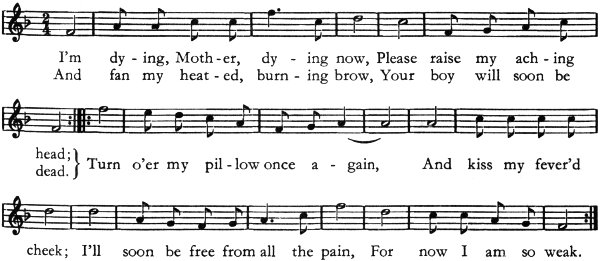 2
4
I'm dy - ing, Moth - er, dy - ing now, Please raise my ach - ing
And fan my heat - ed, burn - ing brow, Your boy will soon be
head;
dead. } Turn o'er my pil - low once a - gain, And kiss my fever'd
cheek; I'll soon be free from all the pain, For now I am so weak.